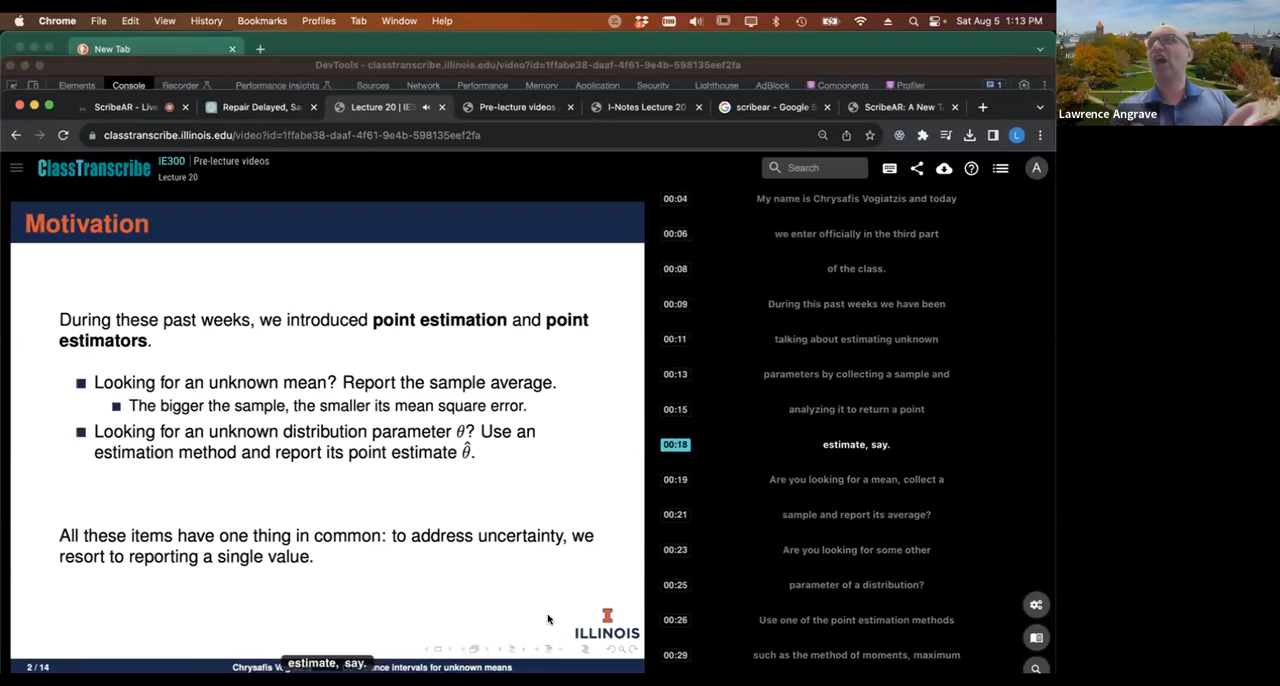 Chrome File Edit View History Bookmarks Profiles Tab Window Help Sat Aug 5 1:13 PM
New Tab
DevTools - classtranscribe.illinois.edu/video?id=1ffabe38-daaf-4f61-9e4b-598135eef2fa
Elements Console Recorder Performance insights Sources Network Performance Memory Application Security Lighthouse AdBlock Components Profiler 1
ScribeAR - Live Repair Delayed, Sa Lecture 20 | IE3 Pre-lecture videos I-Notes Lecture 20 scribear - Google S ScribeAR: A New T
classtranscribe.illinois.edu/video?id=1ffabe38-daaf-4f61-9e4b-598135eef2fa
L
Lawrence Angrave
ClassTranscribe IE300 Pre-lecture videos
Lecture 20
Search
A
Motivation
During these past weeks, we introduced point estimation and point
estimators.
Looking for an unknown mean? Report the sample average.
The bigger the sample, the smaller its mean square error.
Looking for an unknown distribution parameter θ? Use an
estimation method and report its point estimate θ̂.
All these items have one thing in common: to address uncertainty, we
resort to reporting a single value.
I
ILLINOIS
2 / 14 Chrysafis nce intervals for unknown means
estimate, say.
00:04 My name is Chrysafis Vogiatzis and today
00:06 we enter officially in the third part
00:08 of the class.
00:09 During this past weeks we have been
00:11 talking about estimating unknown
00:13 parameters by collecting a sample and
00:15 analyzing it to return a point
00:18 estimate, say.
00:19 Are you looking for a mean, collect a
00:21 sample and report its average?
00:23 Are you looking for some other
00:25 parameter of a distribution?
00:26 Use one of the point estimation methods
00:29 such as the method of moments, maximum